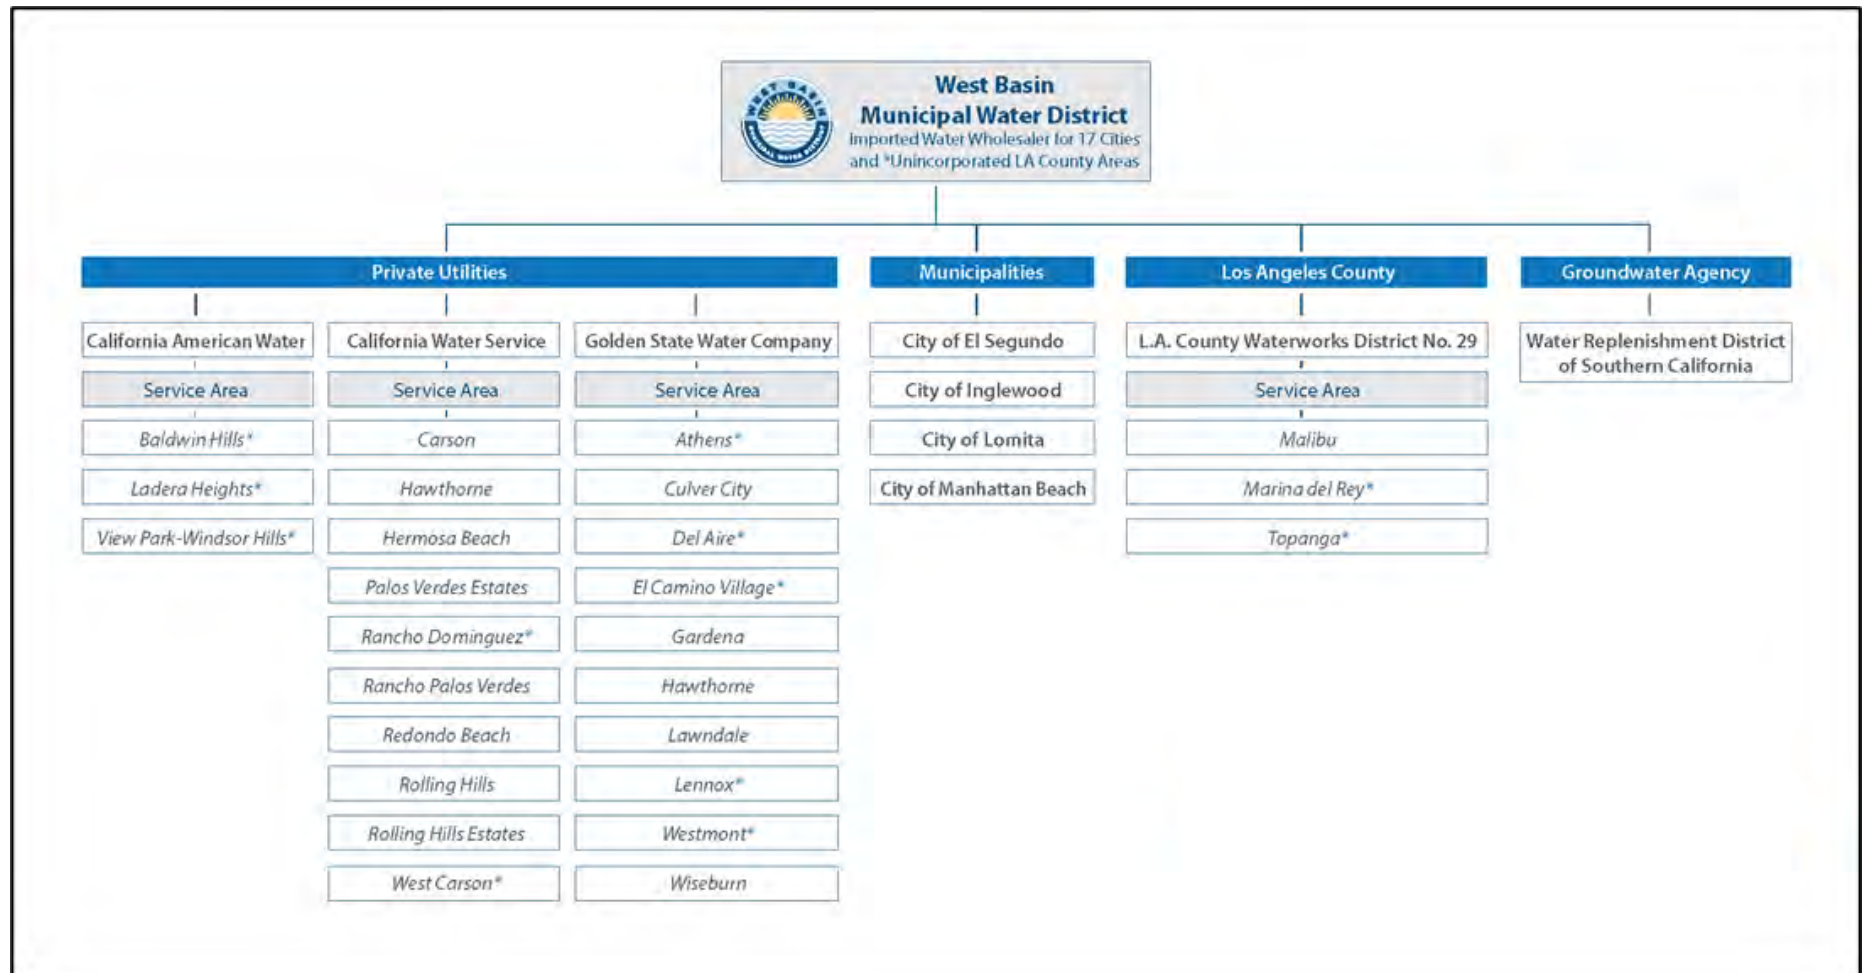 WEST BASIN
MUNICIPAL WATER DISTRICT
West Basin
Municipal Water District
Imported Water Wholesaler for 17 Cities
and *Unincorporated LA County Areas
Private Utilities
California American Water
Service Area
Baldwin Hills*
Ladera Heights*
View Park-Windsor Hills*
California Water Service
Service Area
Carson
Hawthorne
Hermosa Beach
Palos Verdes Estates
Rancho Dominguez*
Rancho Palos Verdes
Redondo Beach
Rolling Hills
Rolling Hills Estates
West Carson*
Golden State Water Company
Service Area
Athens*
Culver City
Del Aire*
El Camino Village*
Gardena
Hawthorne
Lawndale
Lennox*
Westmont*
Wiseburn
Municipalities
City of El Segundo
City of Inglewood
City of Lomita
City of Manhattan Beach
Los Angeles County
L.A. County Waterworks District No. 29
Service Area
Malibu
Marina del Rey*
Topanga*
Groundwater Agency
Water Replenishment District
of Southern California